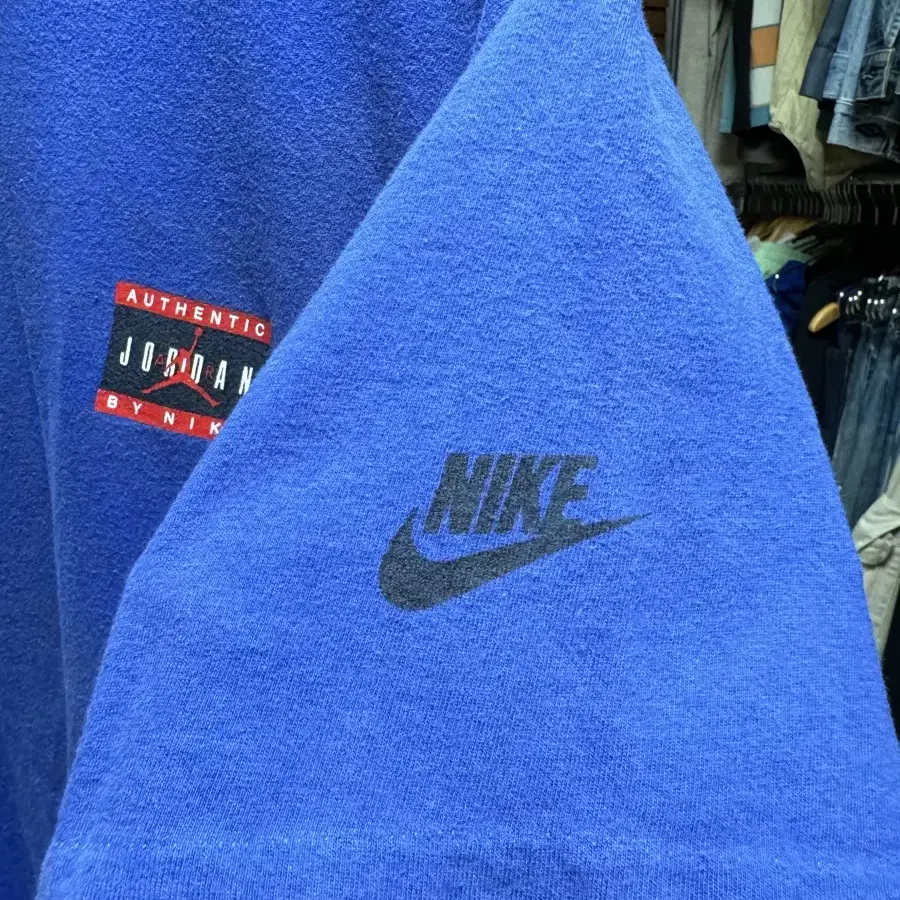 AUTHENTIC
JORDAN
AIR
BY NIK
NIKE